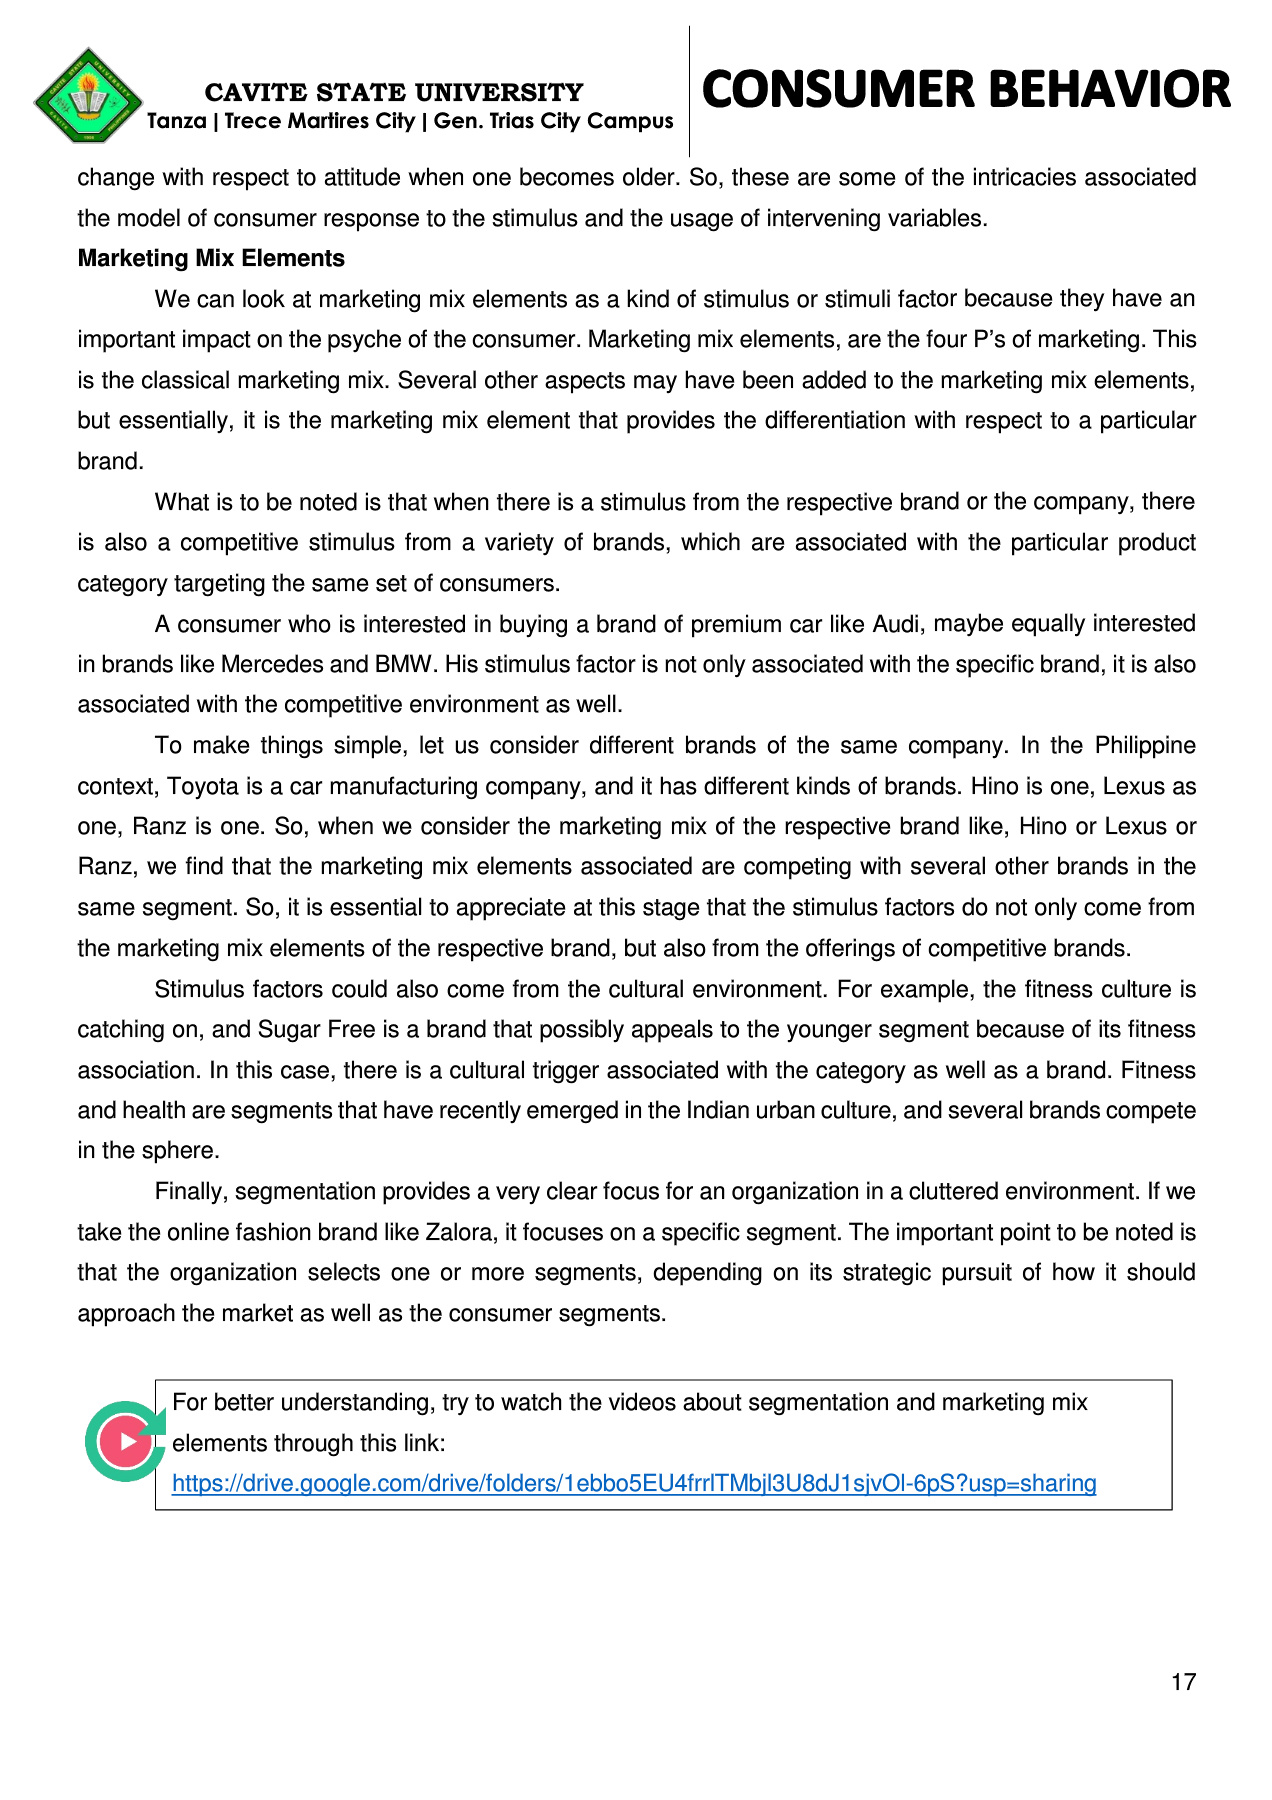 CAVITE STATE UNIVERSITY
Tanza | Trece Martires City | Gen. Trias City Campus
CONSUMER BEHAVIOR
change with respect to attitude when one becomes older. So, these are some of the intricacies associated
the model of consumer response to the stimulus and the usage of intervening variables.
Marketing Mix Elements
We can look at marketing mix elements as a kind of stimulus or stimuli factor because they have an
important impact on the psyche of the consumer. Marketing mix elements, are the four P’s of marketing. This
is the classical marketing mix. Several other aspects may have been added to the marketing mix elements,
but essentially, it is the marketing mix element that provides the differentiation with respect to a particular
brand.
What is to be noted is that when there is a stimulus from the respective brand or the company, there
is also a competitive stimulus from a variety of brands, which are associated with the particular product
category targeting the same set of consumers.
A consumer who is interested in buying a brand of premium car like Audi, maybe equally interested
in brands like Mercedes and BMW. His stimulus factor is not only associated with the specific brand, it is also
associated with the competitive environment as well.
To make things simple, let us consider different brands of the same company. In the Philippine
context, Toyota is a car manufacturing company, and it has different kinds of brands. Hino is one, Lexus as
one, Ranz is one. So, when we consider the marketing mix of the respective brand like, Hino or Lexus or
Ranz, we find that the marketing mix elements associated are competing with several other brands in the
same segment. So, it is essential to appreciate at this stage that the stimulus factors do not only come from
the marketing mix elements of the respective brand, but also from the offerings of competitive brands.
Stimulus factors could also come from the cultural environment. For example, the fitness culture is
catching on, and Sugar Free is a brand that possibly appeals to the younger segment because of its fitness
association. In this case, there is a cultural trigger associated with the category as well as a brand. Fitness
and health are segments that have recently emerged in the Indian urban culture, and several brands compete
in the sphere.
Finally, segmentation provides a very clear focus for an organization in a cluttered environment. If we
take the online fashion brand like Zalora, it focuses on a specific segment. The important point to be noted is
that the organization selects one or more segments, depending on its strategic pursuit of how it should
approach the market as well as the consumer segments.
For better understanding, try to watch the videos about segmentation and marketing mix
elements through this link:
https://drive.google.com/drive/folders/1ebbo5EU4frrlTMbjl3U8dJ1sjvOl-6pS?usp=sharing
17